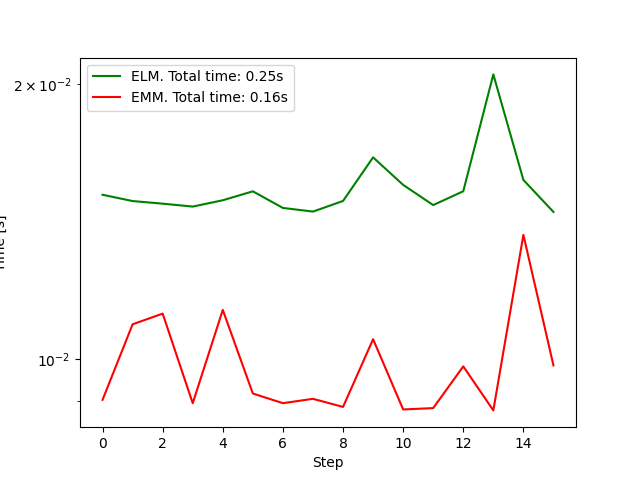 ELM. Total time: 0.25s
EMM. Total time: 0.16s
2 × 10⁻²
10⁻²
Time [s]
0 2 4 6 8 10 12 14
Step